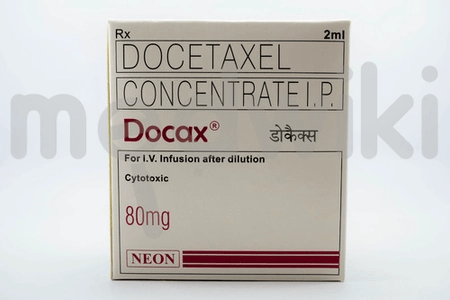 Rx 2ml
DOCETAXEL
CONCENTRATE I.P.
Docax® डोकैक्स
For I.V. Infusion after dilution
Cytotoxic
80mg
NEON